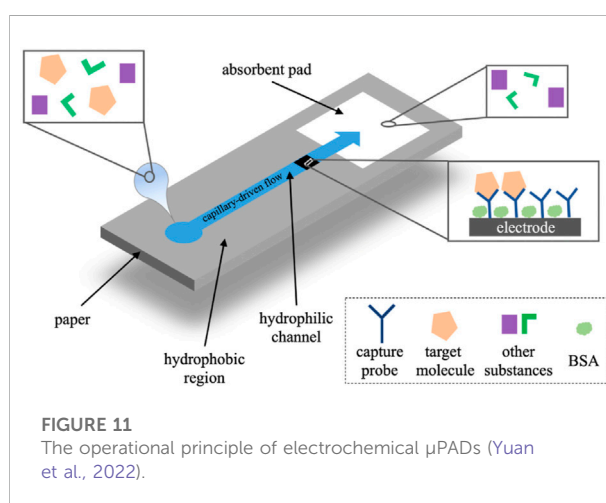 absorbent pad
capillary-driven flow
electrode
paper
hydrophobic
region
hydrophilic
channel
capture
probe
target
molecule
other
substances
BSA
FIGURE 11
The operational principle of electrochemical µPADs (Yuan
et al., 2022).